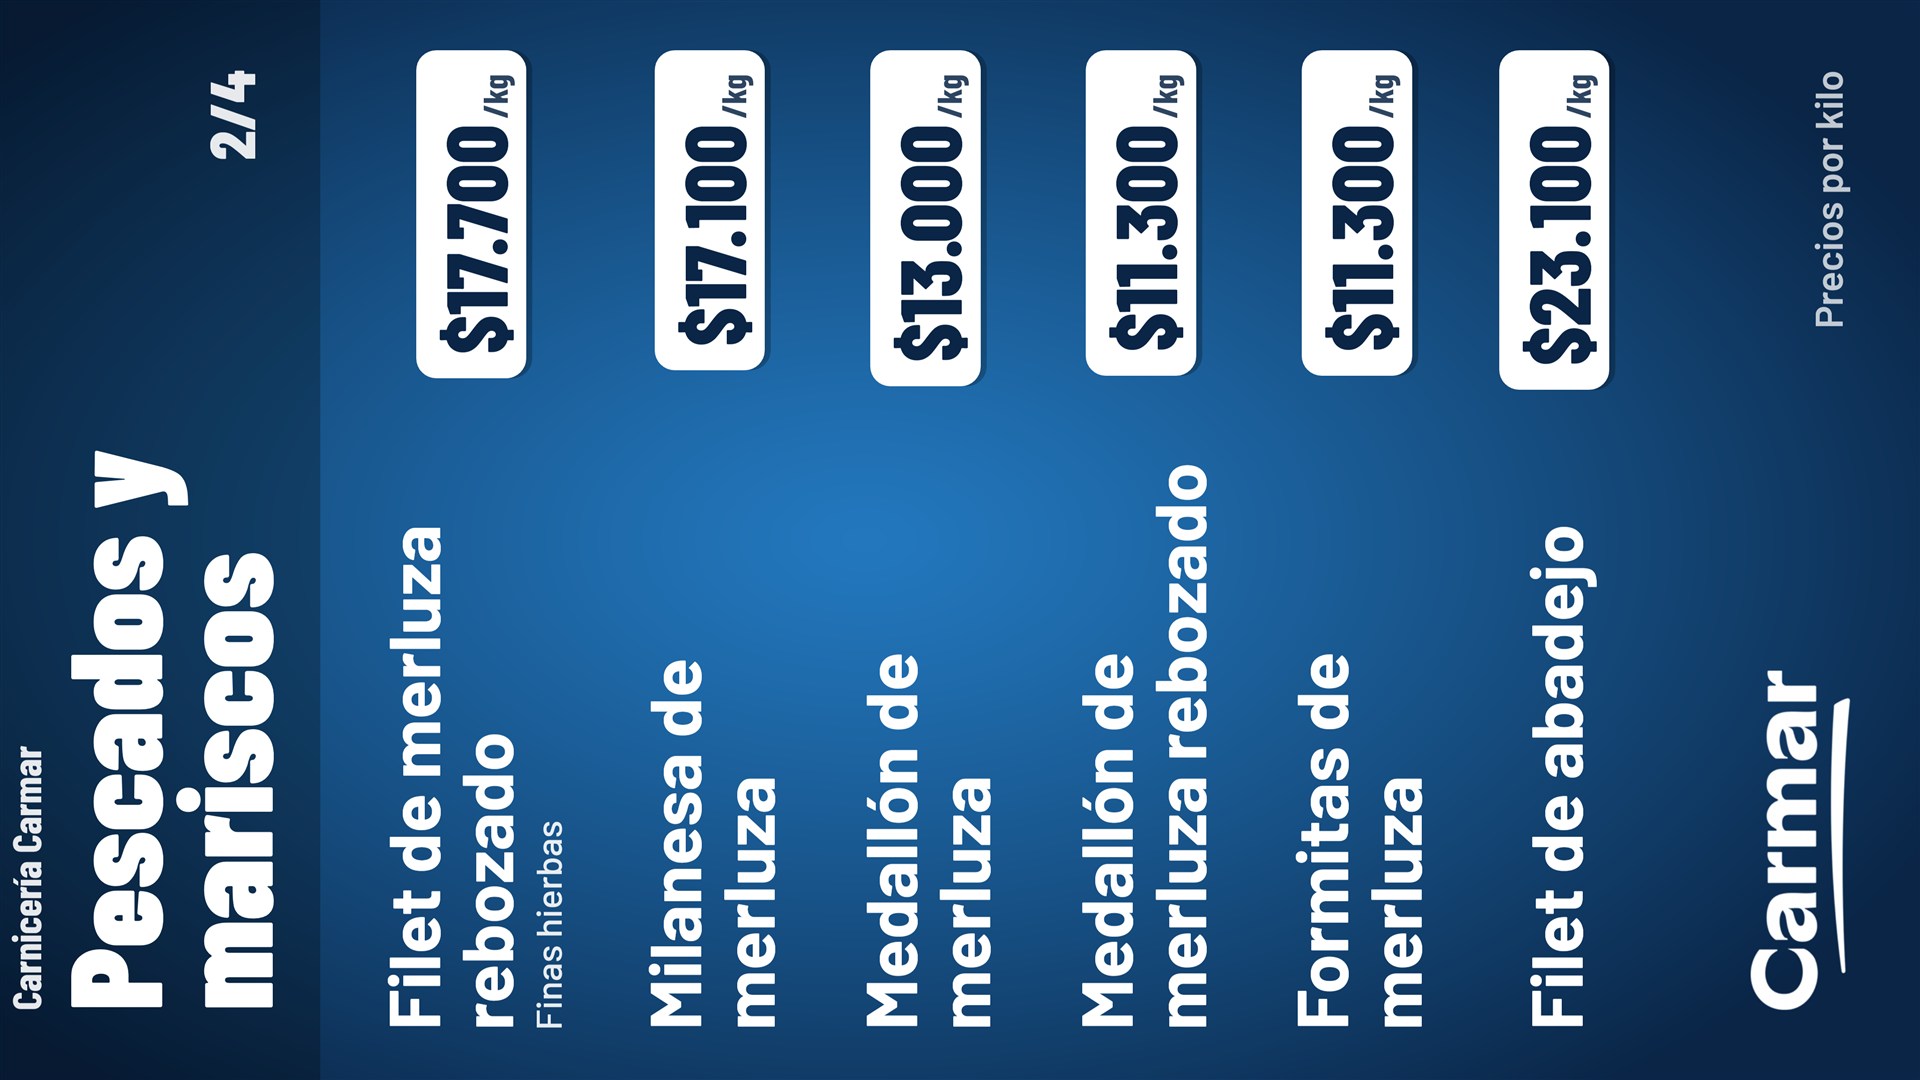 Carnicería Carmar
Pescados y
mariscos
2/4
Filet de merluza
rebozado
Finas hierbas
$17.700 /kg
Milanesa de
merluza
$17.100 /kg
Medallón de
merluza
$13.000 /kg
Medallón de
merluza rebozado
$11.300 /kg
Formitas de
merluza
$11.300 /kg
Filet de abadejo
$23.100 /kg
Carmar
Precios por kilo